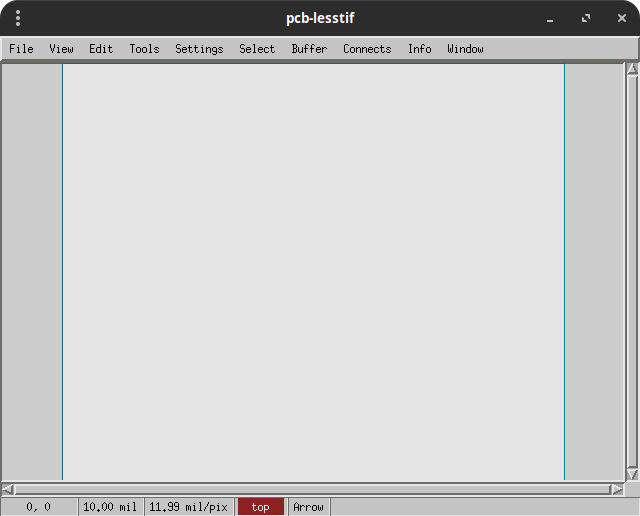 pcb-lesstif
File View Edit Tools Settings Select Buffer Connects Info Window
0, 0 10.00 mil 11.99 mil/pix top Arrow